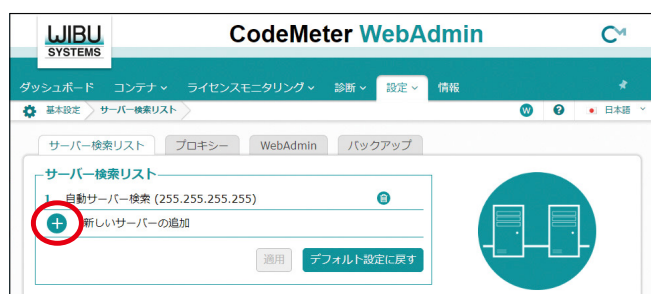 WIBU
SYSTEMS
CodeMeter WebAdmin
ダッシュボード コンテナ ライセンスモニタリング 診断 設定 情報
基本設定 サーバー検索リスト W ? 日本語
サーバー検索リスト プロキシー WebAdmin バックアップ
サーバー検索リスト
1. 自動サーバー検索 (255.255.255.255)
新しいサーバーの追加
適用 デフォルト設定に戻す